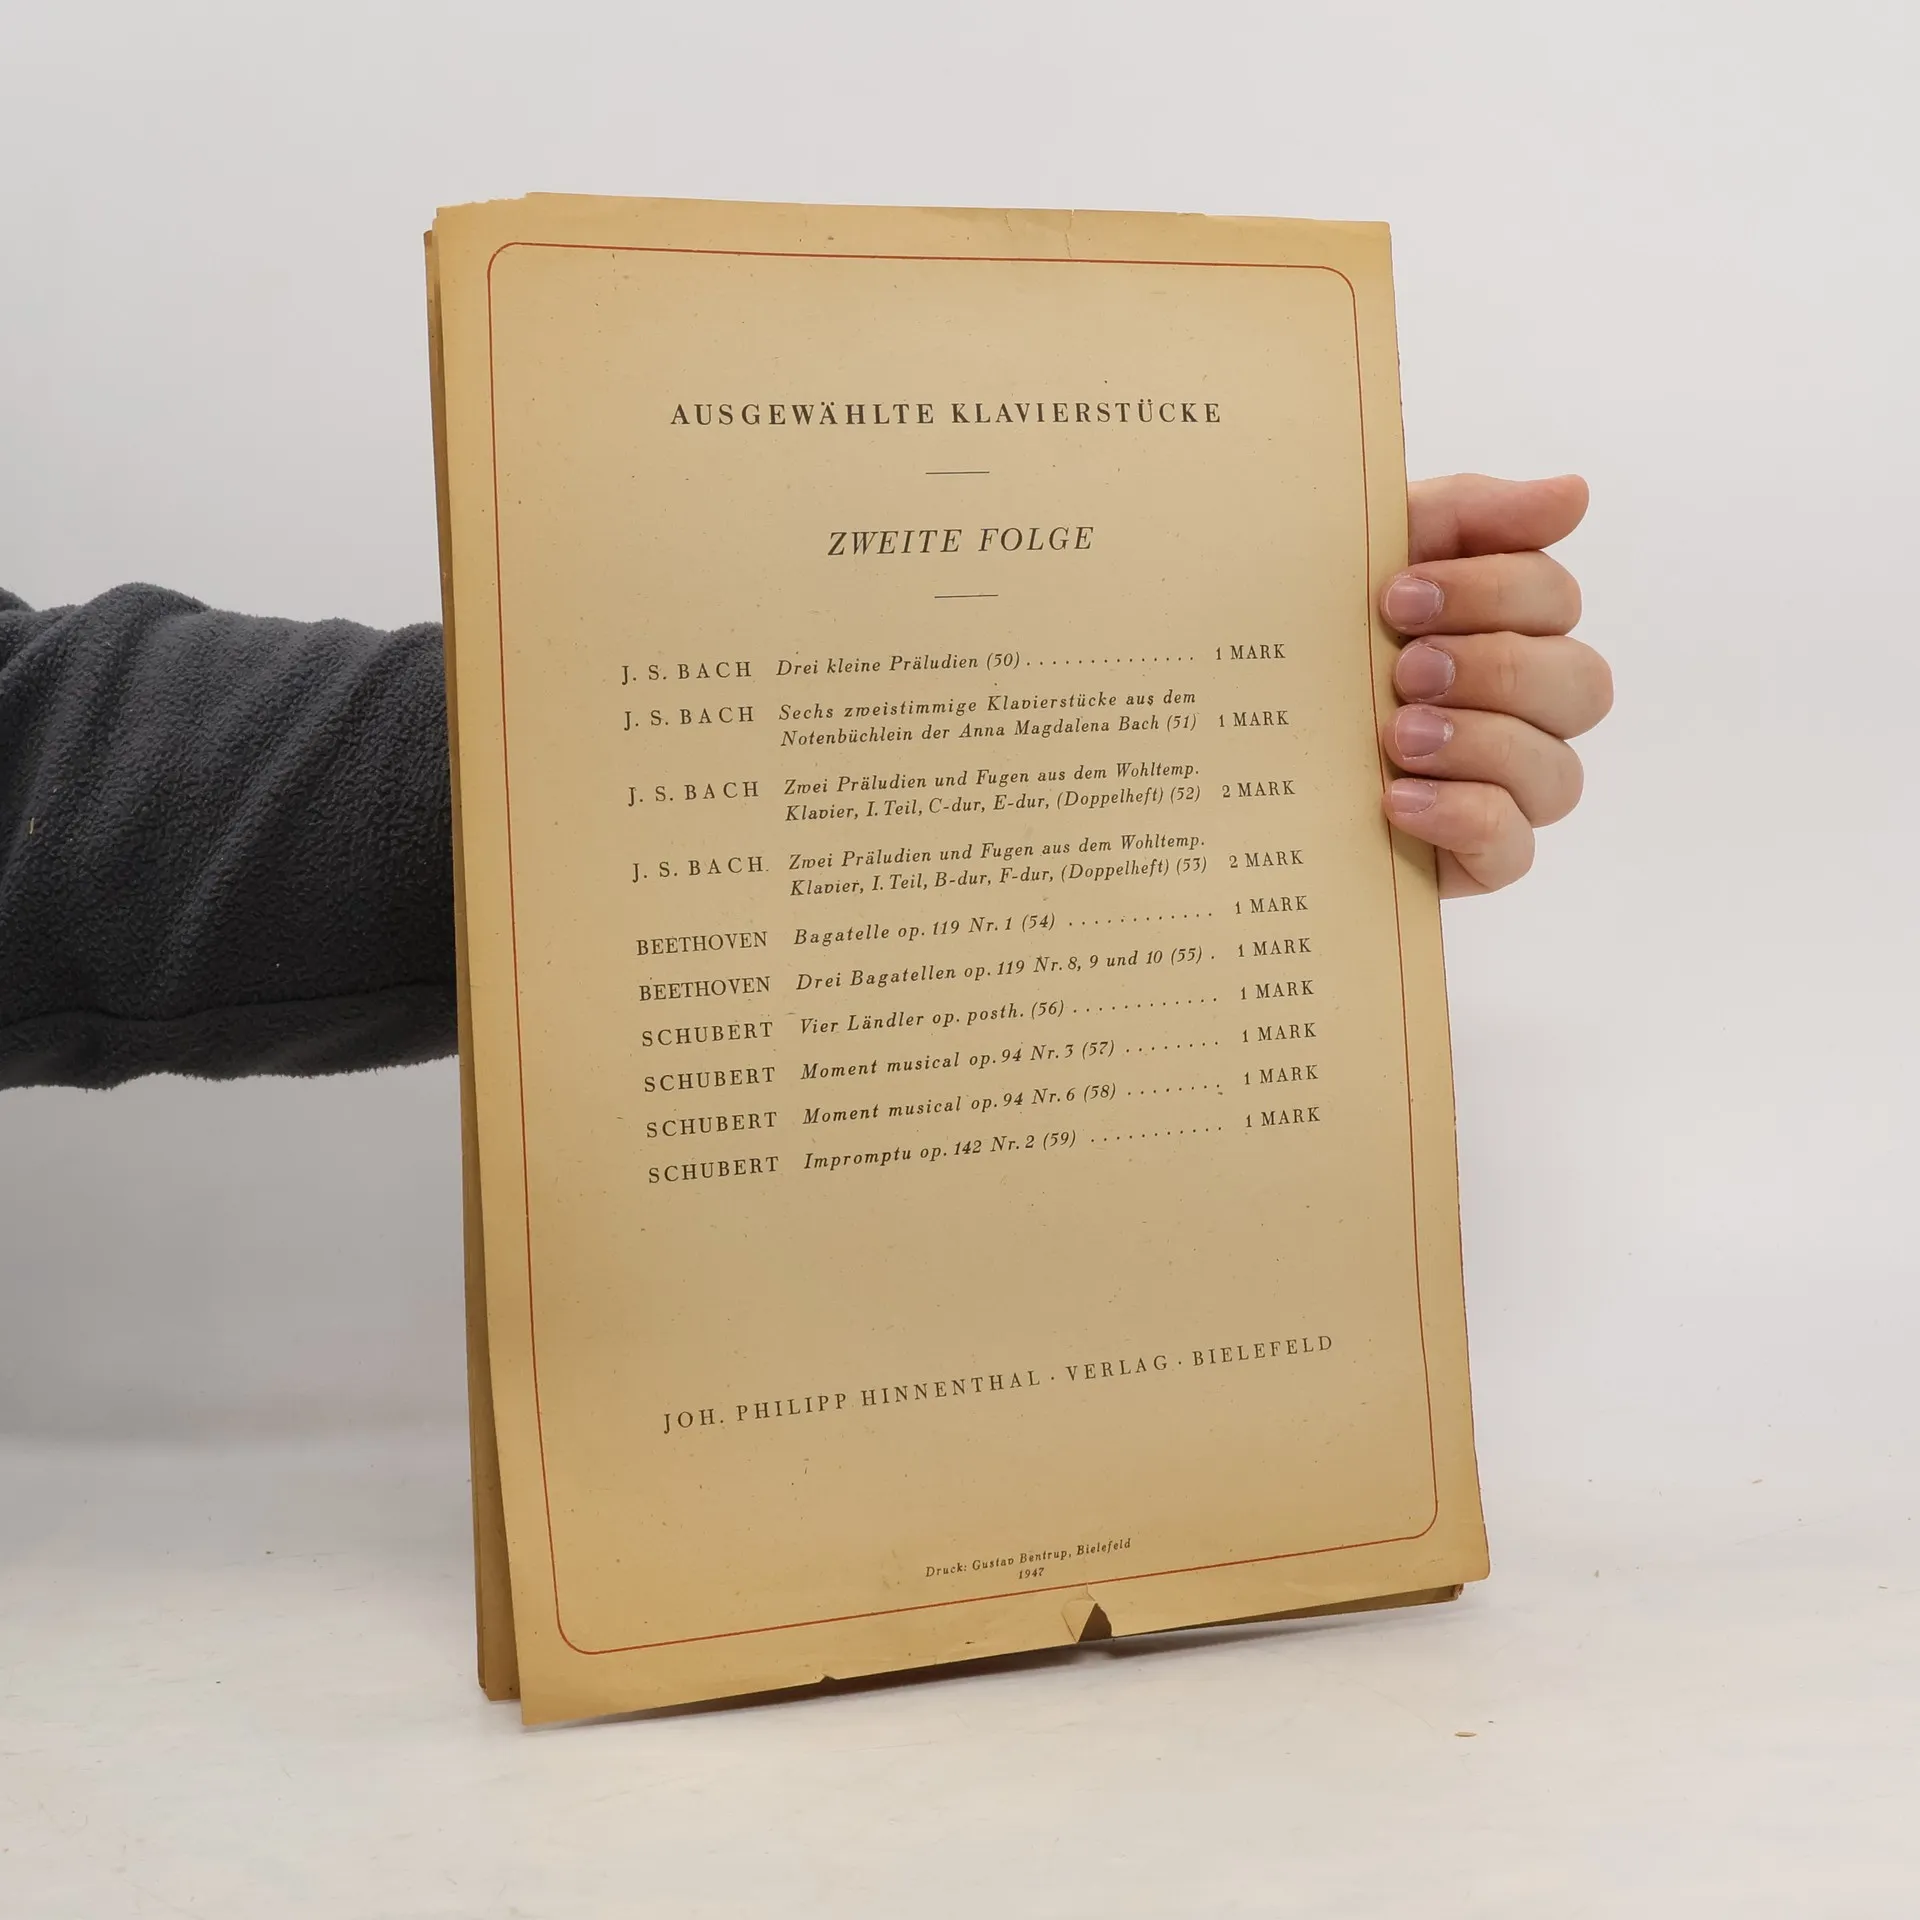 AUSGEWÄHLTE KLAVIERSTÜCKE
ZWEITE FOLGE
J. S. BACH Drei kleine Präludien (50) . . . . . . . . . . . . . . 1 MARK
J. S. BACH Sechs zweistimmige Klavierstücke aus dem
Notenbüchlein der Anna Magdalena Bach (51) 1 MARK
J. S. BACH Zwei Präludien und Fugen aus dem Wohltemp.
Klavier, I. Teil, C-dur, E-dur, (Doppelheft) (52) 2 MARK
J. S. BACH. Zwei Präludien und Fugen aus dem Wohltemp.
Klavier, I. Teil, B-dur, F-dur, (Doppelheft) (53) 2 MARK
BEETHOVEN Bagatelle op. 119 Nr. 1 (54) . . . . . . . . . . . . 1 MARK
BEETHOVEN Drei Bagatellen op. 119 Nr. 8, 9 und 10 (55) . 1 MARK
SCHUBERT Vier Ländler op. posth. (56) . . . . . . . . . . . . 1 MARK
SCHUBERT Moment musical op. 94 Nr. 3 (57) . . . . . . . . 1 MARK
SCHUBERT Moment musical op. 94 Nr. 6 (58) . . . . . . . . 1 MARK
SCHUBERT Impromptu op. 142 Nr. 2 (59) . . . . . . . . . . . 1 MARK
JOH. PHILIPP HINNENTHAL · VERLAG · BIELEFELD
Druck: Gustav Bentrup, Bielefeld
1947